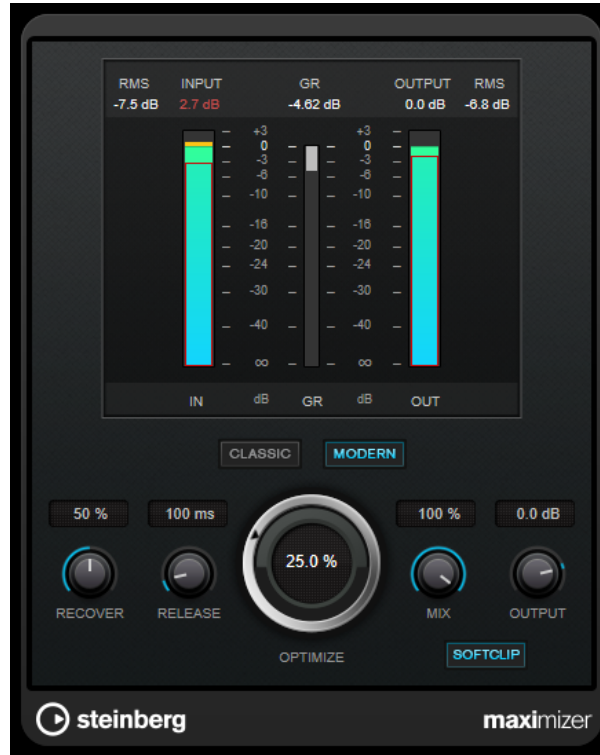 RMS INPUT GR OUTPUT RMS
-7.5 dB 2.7 dB -4.62 dB 0.0 dB -6.8 dB
+3 +3
0 0
-3 -3
-6 -6
-10 -10
-16 -16
-20 -20
-24 -24
-30 -30
-40 -40
∞ ∞
IN dB GR dB OUT
CLASSIC MODERN
50 % 100 ms 100 % 0.0 dB
25.0 %
RECOVER RELEASE MIX OUTPUT
OPTIMIZE SOFTCLIP
steinberg maximizer